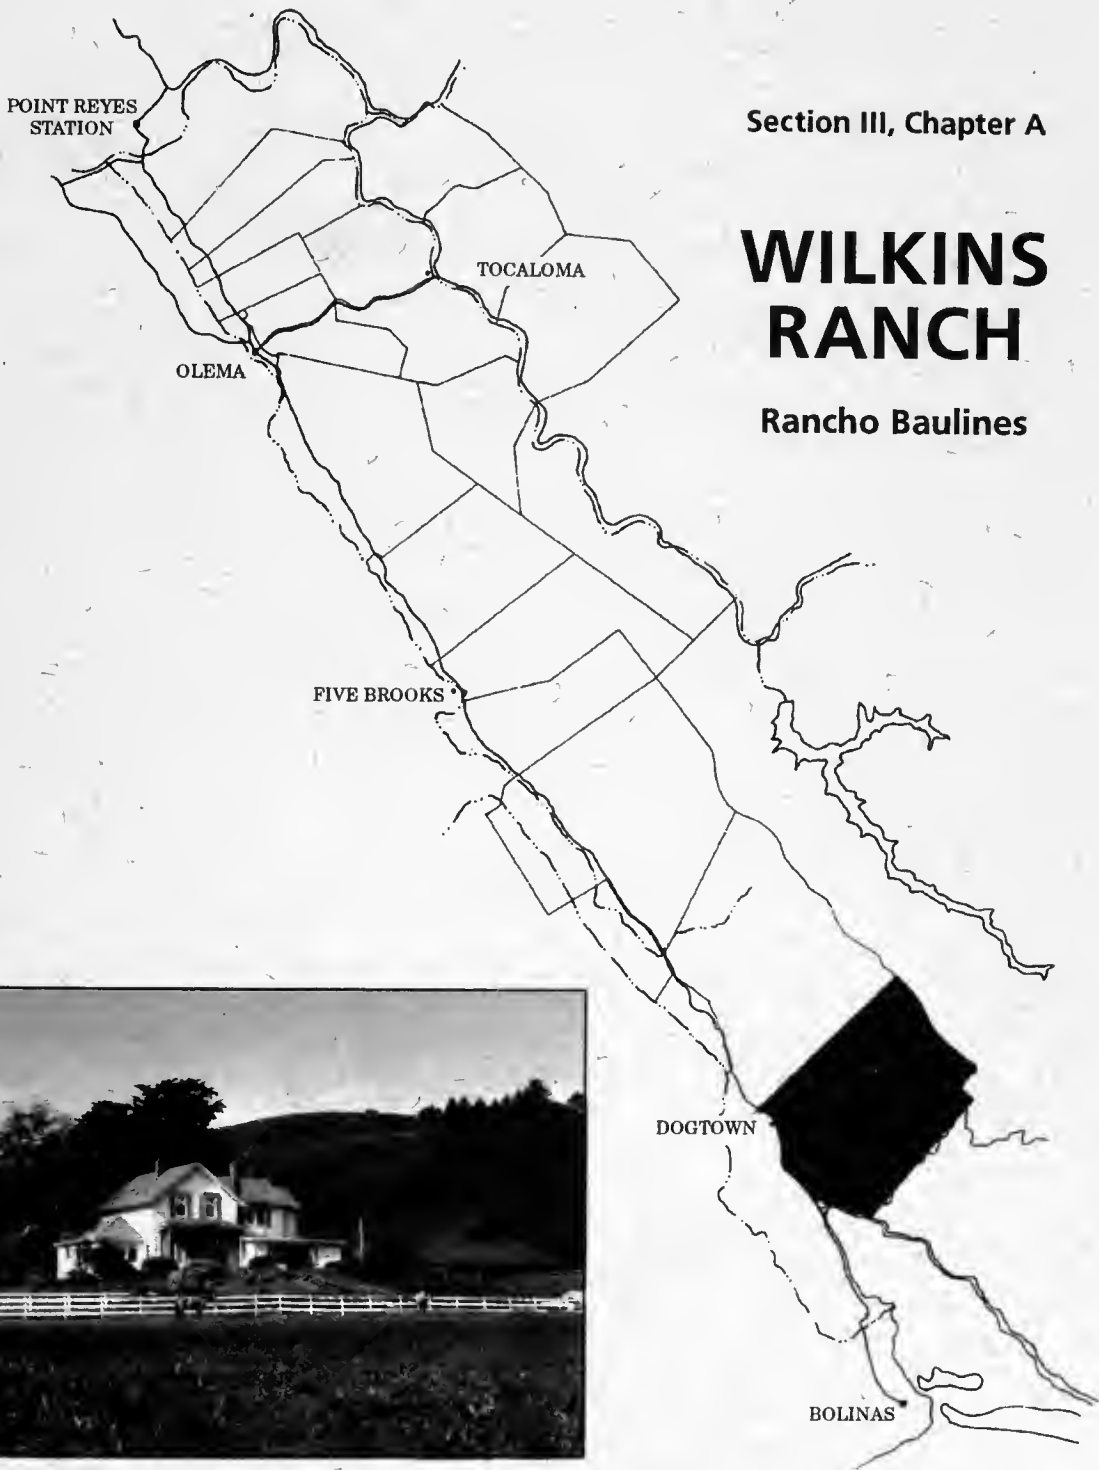 Section III, Chapter A
WILKINS
RANCH
Rancho Baulines
POINT REYES
STATION
TOCALOMA
OLEMA
FIVE BROOKS
DOGTOWN
BOLINAS